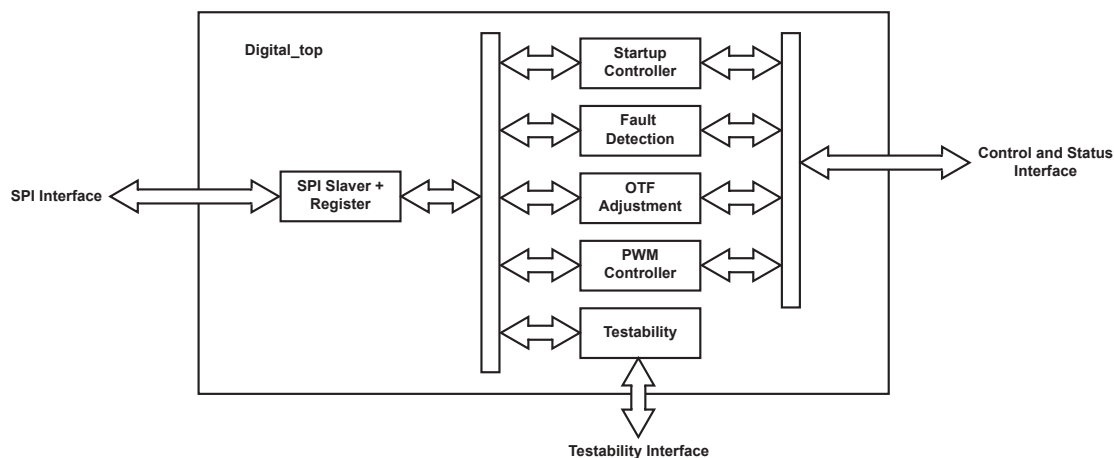 Digital_top
Startup
Controller
Fault
Detection
Control and Status
Interface
SPI Interface
SPI Slaver +
Register
OTF
Adjustment
PWM
Controller
Testability
Testability Interface